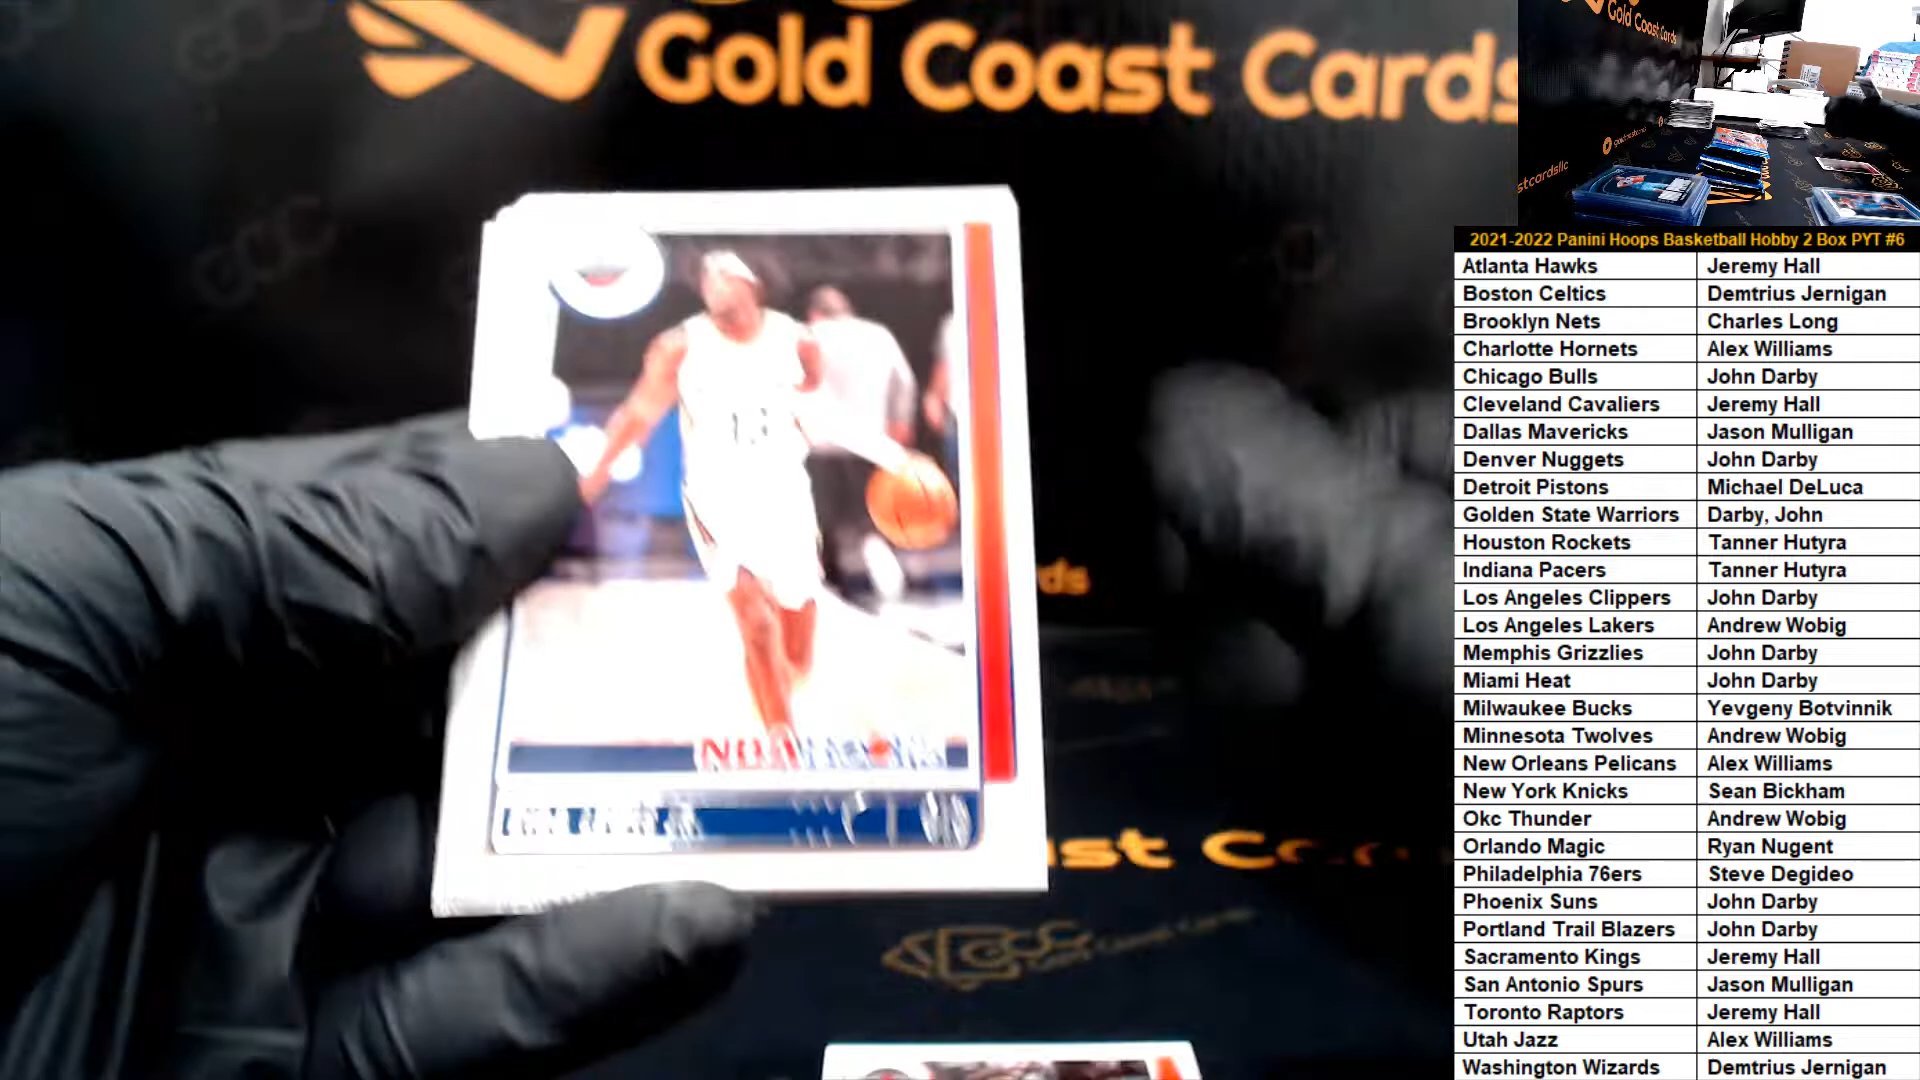 Gold Coast Cards
Gold Coast Cards
2021-2022 Panini Hoops Basketball Hobby 2 Box PYT #6
Atlanta Hawks Jeremy Hall
Boston Celtics Demtrius Jernigan
Brooklyn Nets Charles Long
Charlotte Hornets Alex Williams
Chicago Bulls John Darby
Cleveland Cavaliers Jeremy Hall
Dallas Mavericks Jason Mulligan
Denver Nuggets John Darby
Detroit Pistons Michael DeLuca
Golden State Warriors Darby, John
Houston Rockets Tanner Hutyra
Indiana Pacers Tanner Hutyra
Los Angeles Clippers John Darby
Los Angeles Lakers Andrew Wobig
Memphis Grizzlies John Darby
Miami Heat John Darby
Milwaukee Bucks Yevgeny Botvinnik
Minnesota Twolves Andrew Wobig
New Orleans Pelicans Alex Williams
New York Knicks Sean Bickham
Okc Thunder Andrew Wobig
Orlando Magic Ryan Nugent
Philadelphia 76ers Steve Degideo
Phoenix Suns John Darby
Portland Trail Blazers John Darby
Sacramento Kings Jeremy Hall
San Antonio Spurs Jason Mulligan
Toronto Raptors Jeremy Hall
Utah Jazz Alex Williams
Washington Wizards Demtrius Jernigan
NBA HOOPS
GCC